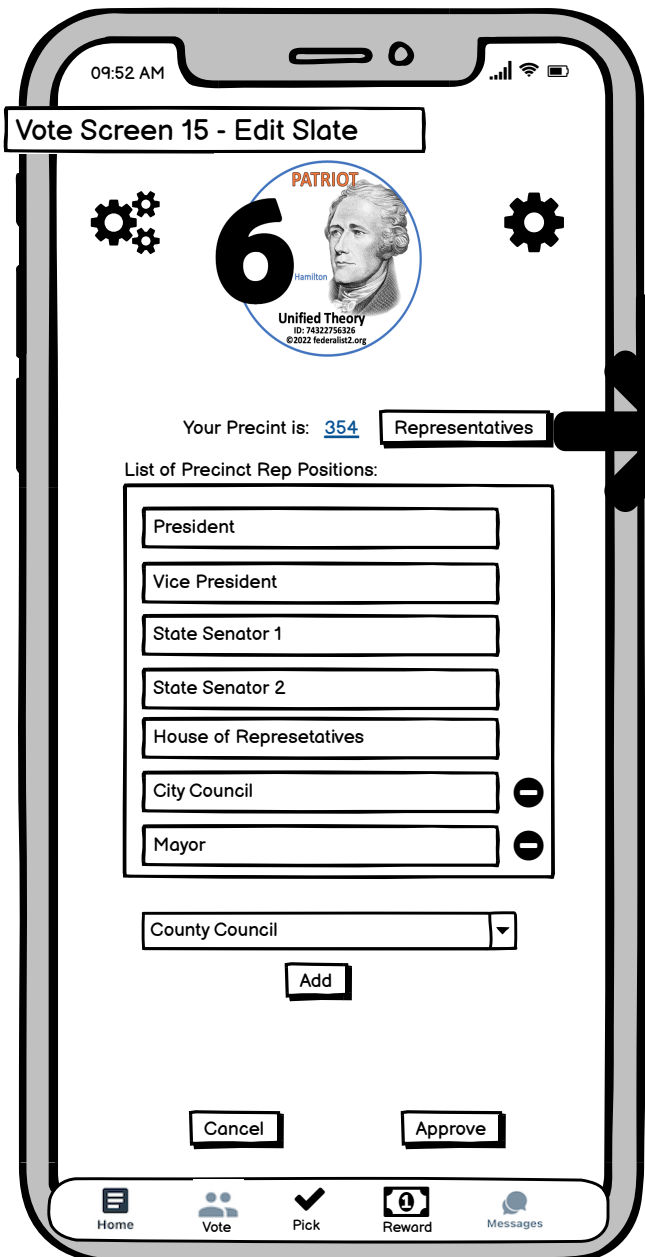 09:52 AM
Vote Screen 15 - Edit Slate
PATRIOT
6
Hamilton
Unified Theory
ID: 74322756326
©2022 federalist2.org
Your Precint is: 354 Representatives
List of Precinct Rep Positions:
President
Vice President
State Senator 1
State Senator 2
House of Represetatives
City Council
Mayor
County Council
Add
Cancel Approve
1
Home Vote Pick Reward Messages